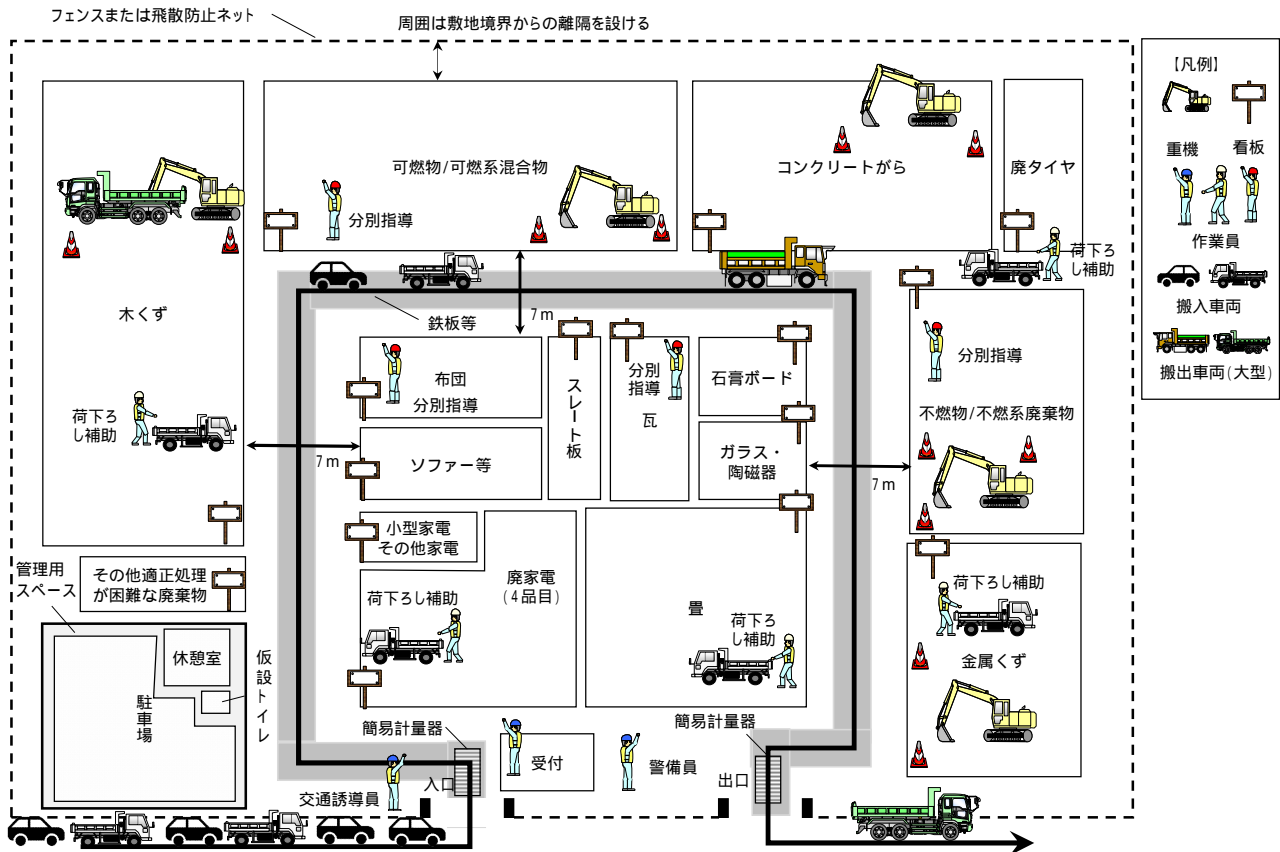 フェンスまたは飛散防止ネット
周囲は敷地境界からの離隔を設ける
【凡例】
重機
看板
作業員
搬入車両
搬出車両(大型)
可燃物/可燃系混合物
分別指導
コンクリートがら
廃タイヤ
荷下ろ
し補助
木くず
鉄板等
7m
布団
分別指導
スレート板
分別
指導
瓦
石膏ボード
分別指導
不燃物/不燃系廃棄物
荷下ろ
し補助
7m
ソファー等
ガラス・
陶磁器
7m
小型家電
その他家電
廃家電
(4品目)
畳
荷下ろし補助
荷下ろ
し補助
荷下ろし補助
金属くず
管理用
スペース
その他適正処理
が困難な廃棄物
休憩室
仮設トイレ
駐車場
簡易計量器
簡易計量器
受付
警備員
入口
出口
交通誘導員